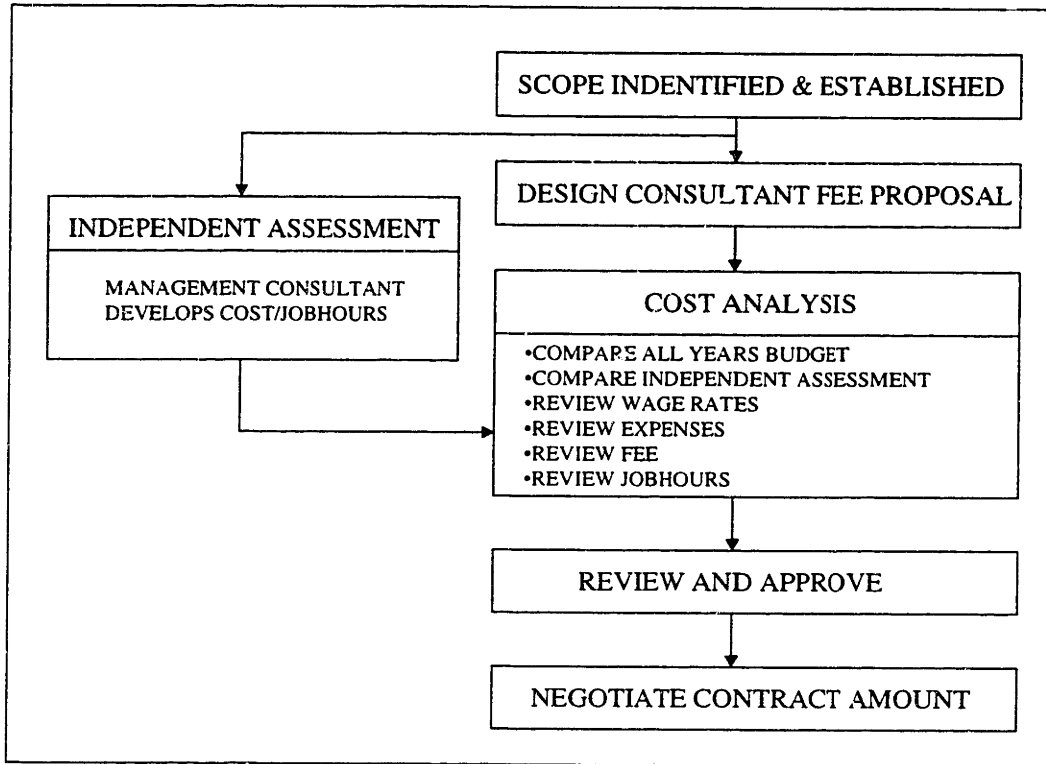 SCOPE INDENTIFIED & ESTABLISHED
DESIGN CONSULTANT FEE PROPOSAL
INDEPENDENT ASSESSMENT
MANAGEMENT CONSULTANT
DEVELOPS COST/JOBHOURS
COST ANALYSIS
•COMPARE ALL YEARS BUDGET
•COMPARE INDEPENDENT ASSESSMENT
•REVIEW WAGE RATES
•REVIEW EXPENSES
•REVIEW FEE
•REVIEW JOBHOURS
REVIEW AND APPROVE
NEGOTIATE CONTRACT AMOUNT